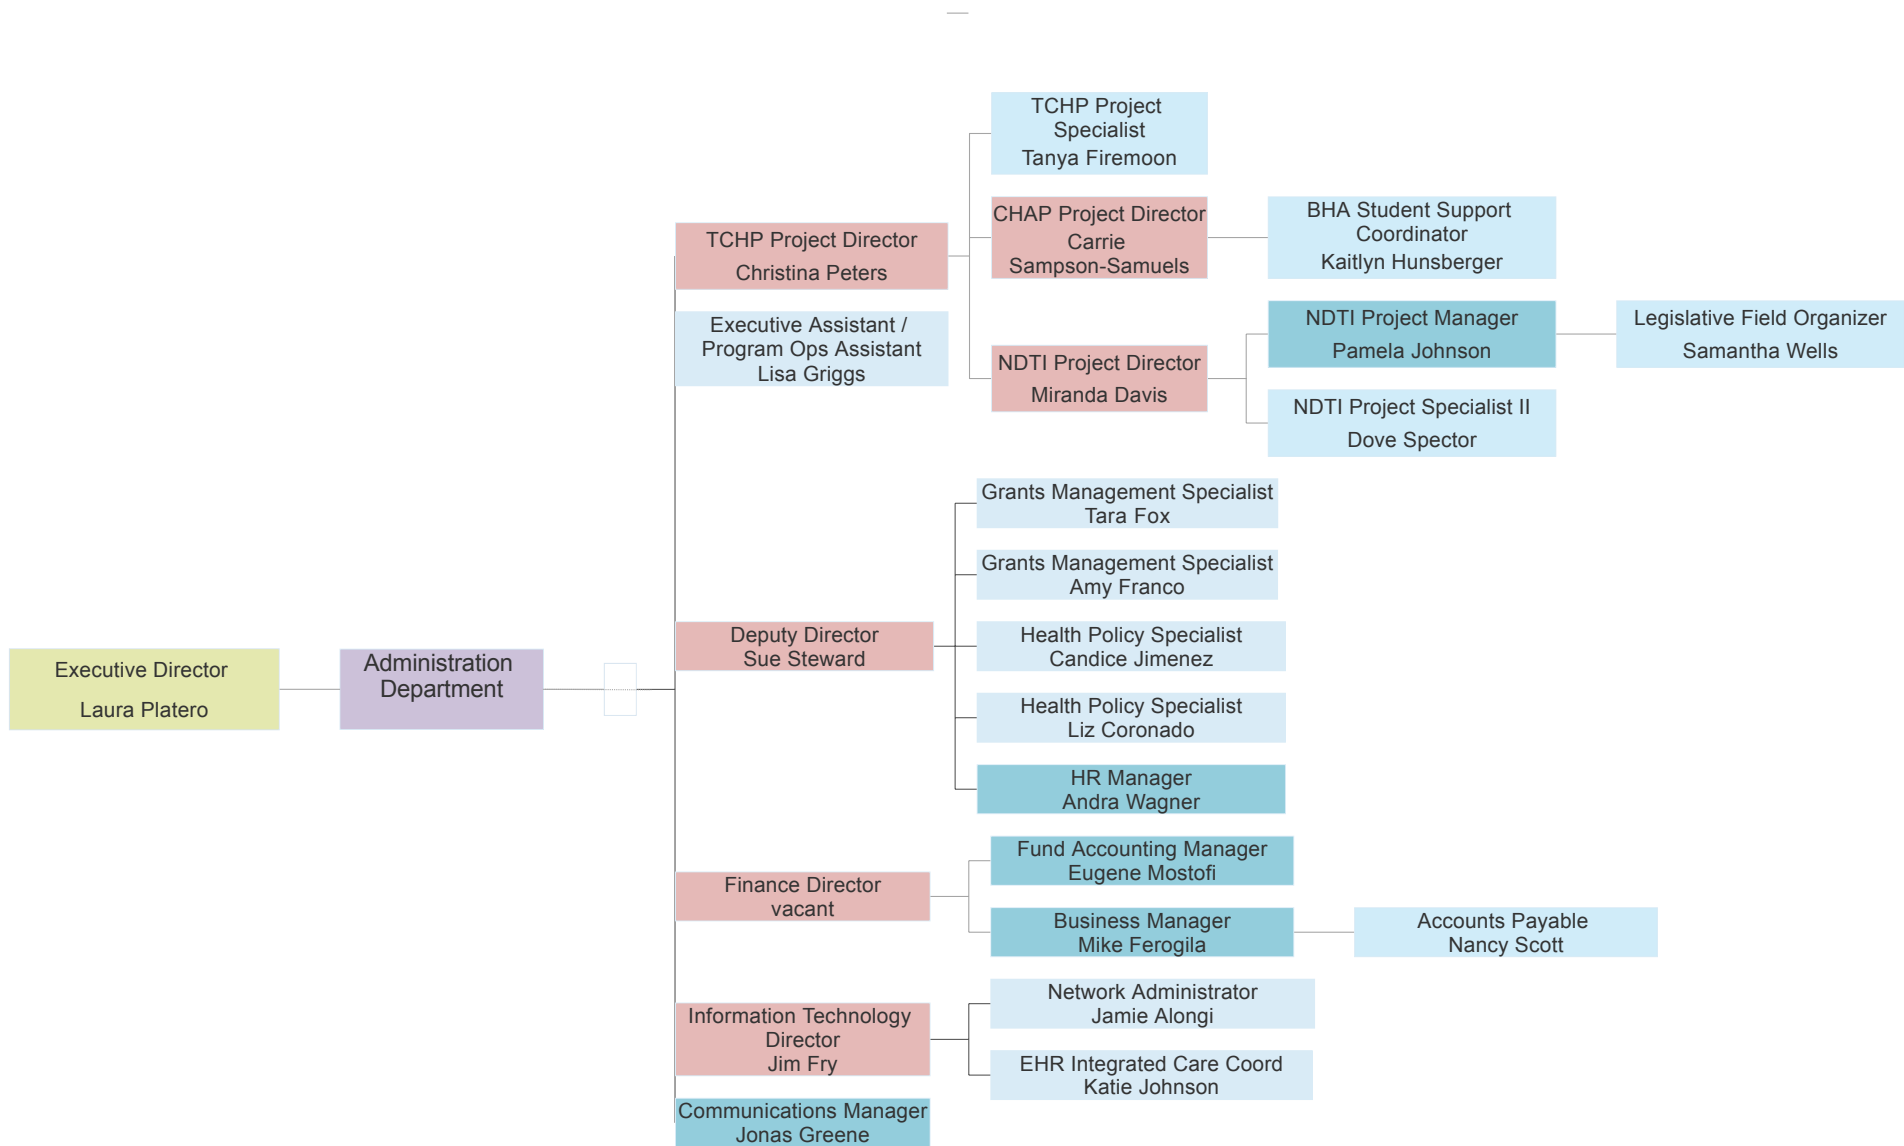 Executive Director
Laura Platero
Administration
Department
TCHP Project Director
Christina Peters
Executive Assistant /
Program Ops Assistant
Lisa Griggs
TCHP Project
Specialist
Tanya Firemoon
CHAP Project Director
Carrie
Sampson-Samuels
BHA Student Support
Coordinator
Kaitlyn Hunsberger
NDTI Project Director
Miranda Davis
NDTI Project Manager
Pamela Johnson
Legislative Field Organizer
Samantha Wells
NDTI Project Specialist II
Dove Spector
Deputy Director
Sue Steward
Grants Management Specialist
Tara Fox
Grants Management Specialist
Amy Franco
Health Policy Specialist
Candice Jimenez
Health Policy Specialist
Liz Coronado
HR Manager
Andra Wagner
Finance Director
vacant
Fund Accounting Manager
Eugene Mostofi
Business Manager
Mike Ferogila
Accounts Payable
Nancy Scott
Information Technology
Director
Jim Fry
Network Administrator
Jamie Alongi
EHR Integrated Care Coord
Katie Johnson
Communications Manager
Jonas Greene